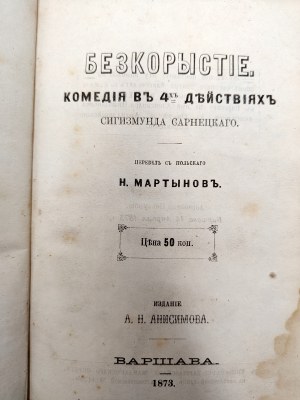 БЕЗКОРЫСТІЕ.
КОМЕДІЯ ВЪ 4хъ ДѢЙСТВІЯХЪ
СИГИЗМУНДА САРНЕЦКАГО.
ПЕРЕВЕЛЪ СЪ ПОЛЬСКАГО
Н. МАРТЫНОВЪ.
Цѣна 50 коп.
ИЗДАНІЕ
А. Н. АНИСИМОВА.
ВАРШАВА.
1873.